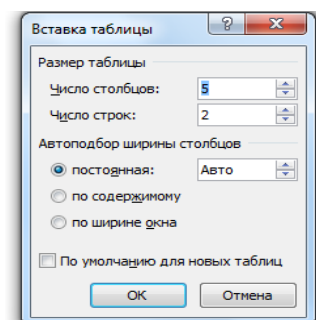 Вставка таблицы
Размер таблицы
Число столбцов: 5
Число строк: 2
Автоподбор ширины столбцов
постоянная: Авто
по содержимому
по ширине окна
По умолчанию для новых таблиц
ОК Отмена